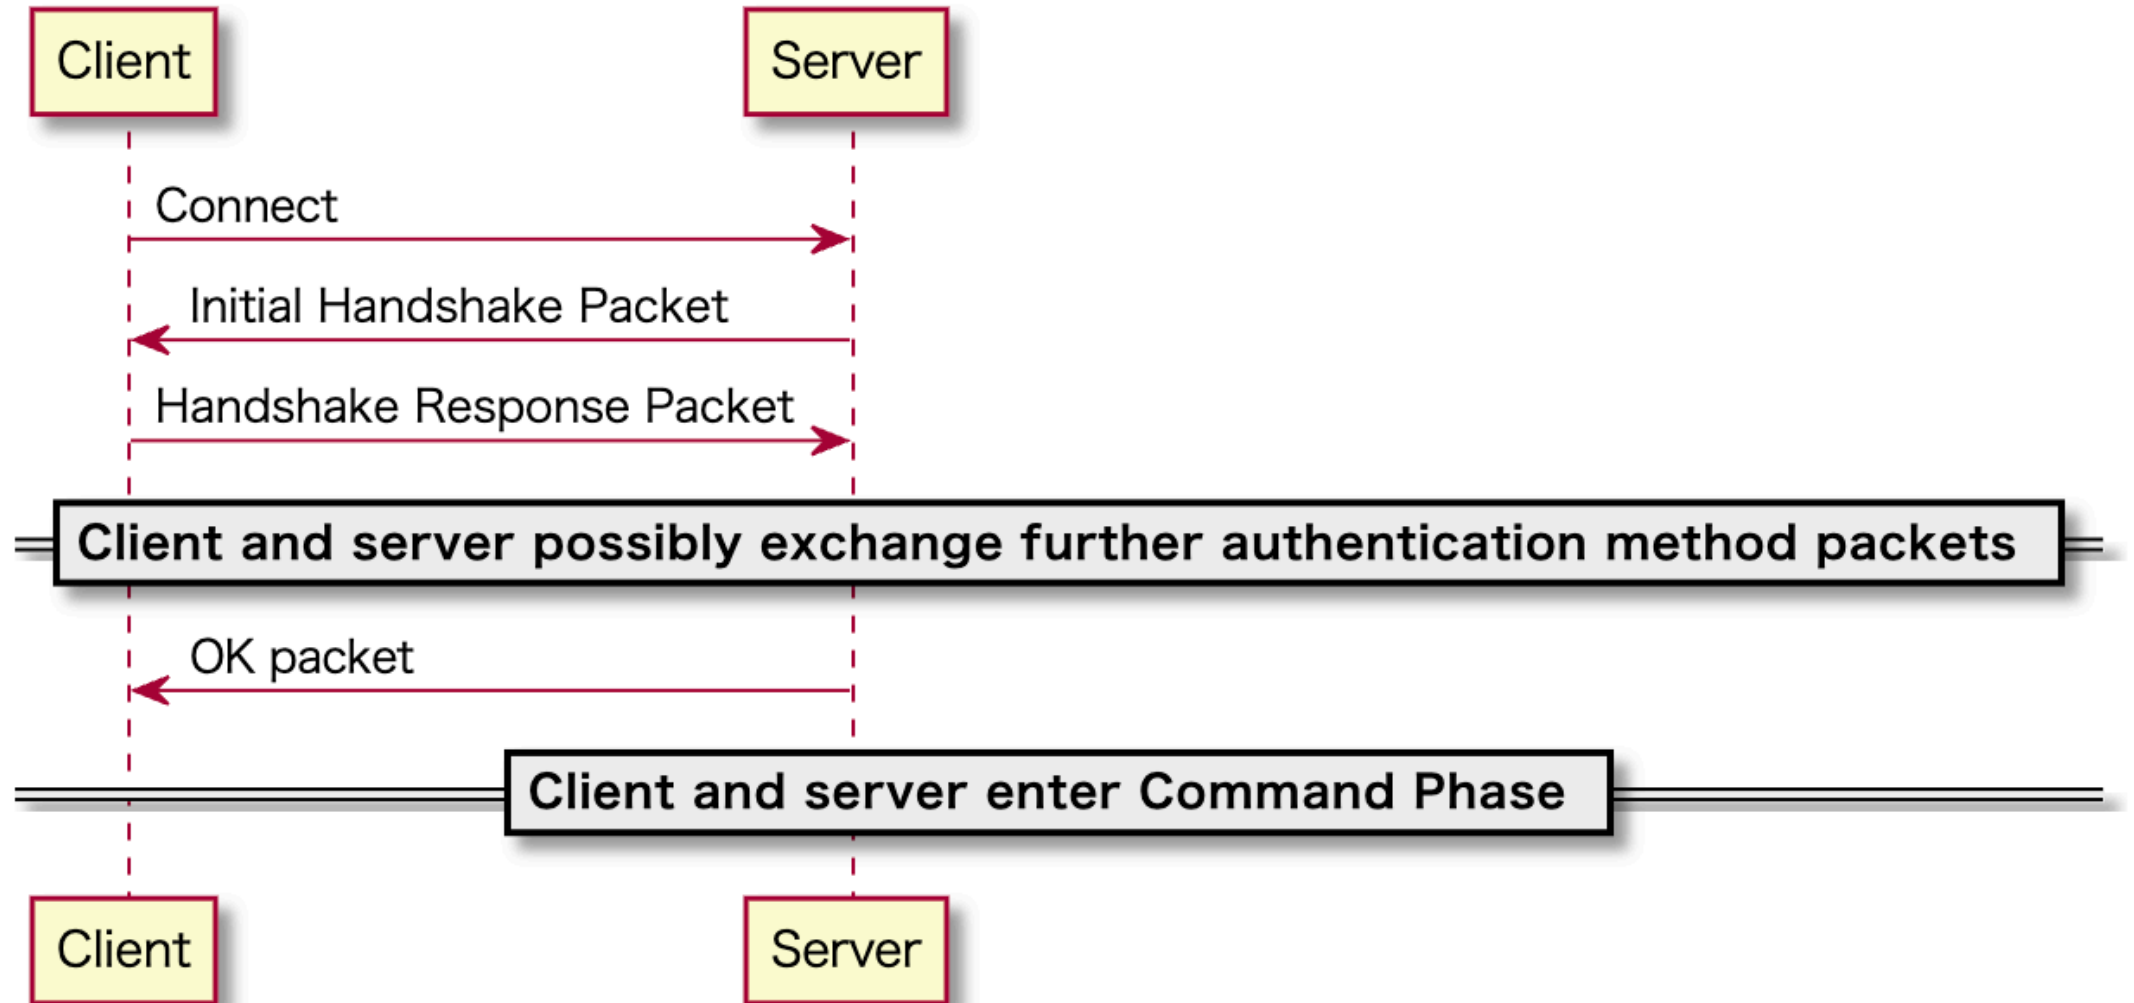 Client
Server
Connect
Initial Handshake Packet
Handshake Response Packet
Client and server possibly exchange further authentication method packets
OK packet
Client and server enter Command Phase
Client
Server